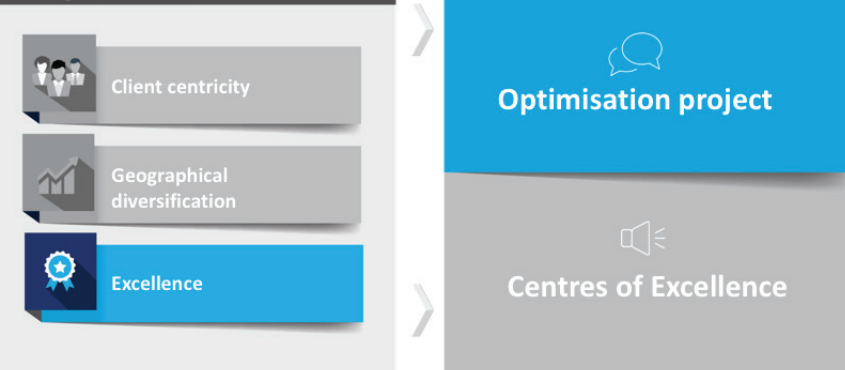 Client centricity
Geographical
diversification
Excellence
Optimisation project
Centres of Excellence